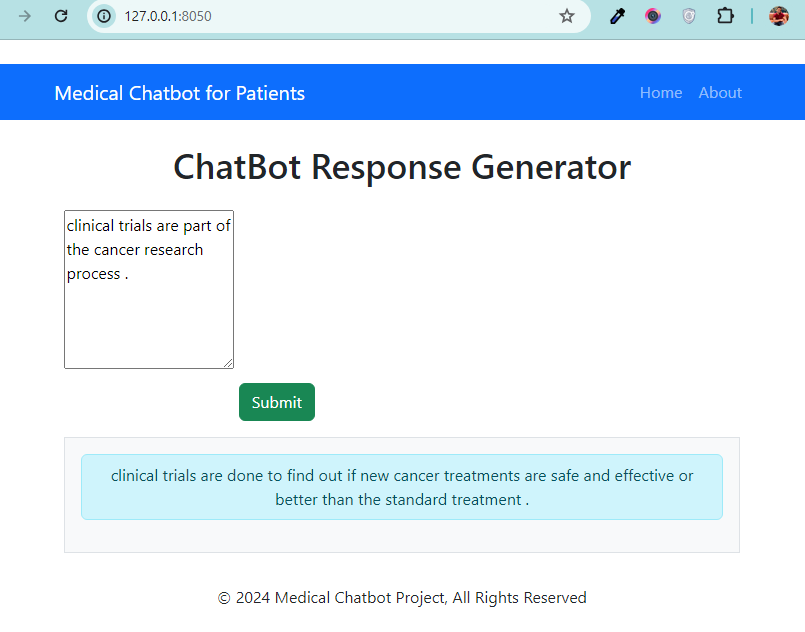 127.0.0.1:8050
Medical Chatbot for Patients Home About
ChatBot Response Generator
clinical trials are part of
the cancer research
process .
Submit
clinical trials are done to find out if new cancer treatments are safe and effective or
better than the standard treatment .
© 2024 Medical Chatbot Project, All Rights Reserved